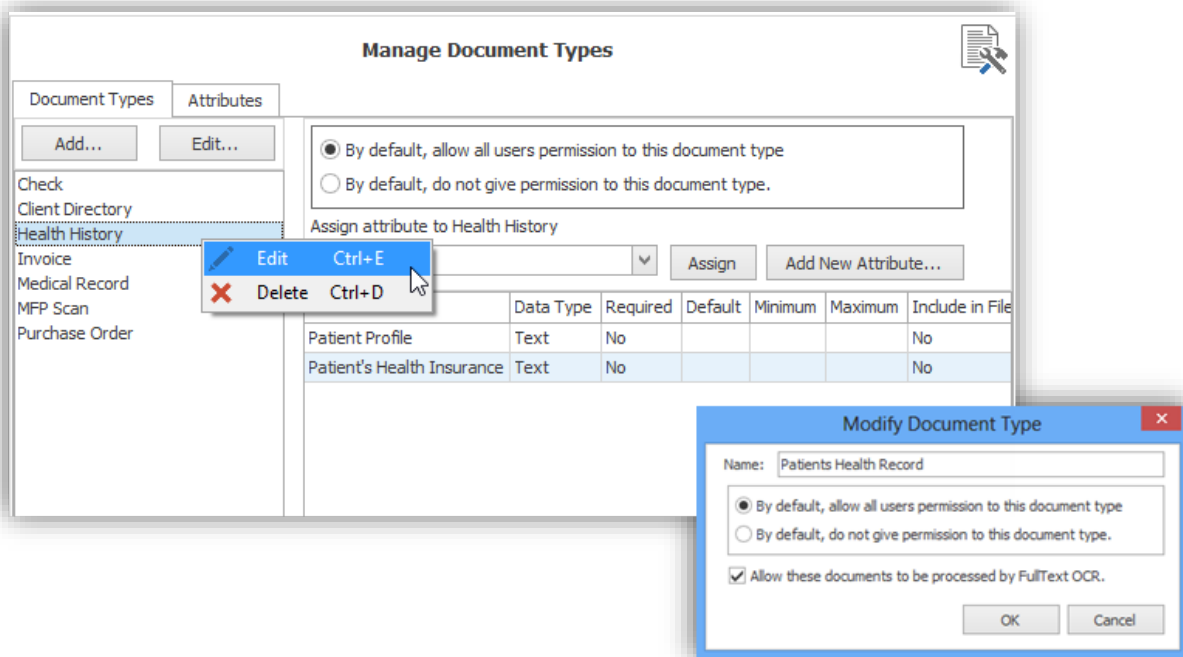 Manage Document Types
Document Types Attributes
Add... Edit...
By default, allow all users permission to this document type
By default, do not give permission to this document type.
Check
Client Directory
Health History
Invoice
Medical Record
MFP Scan
Purchase Order
Edit Ctrl+E
Delete Ctrl+D
Assign attribute to Health History
Assign Add New Attribute...
Data Type Required Default Minimum Maximum Include in File
Patient Profile Text No No
Patient's Health Insurance Text No No
Modify Document Type
Name: Patients Health Record
By default, allow all users permission to this document type
By default, do not give permission to this document type.
Allow these documents to be processed by FullText OCR.
OK Cancel